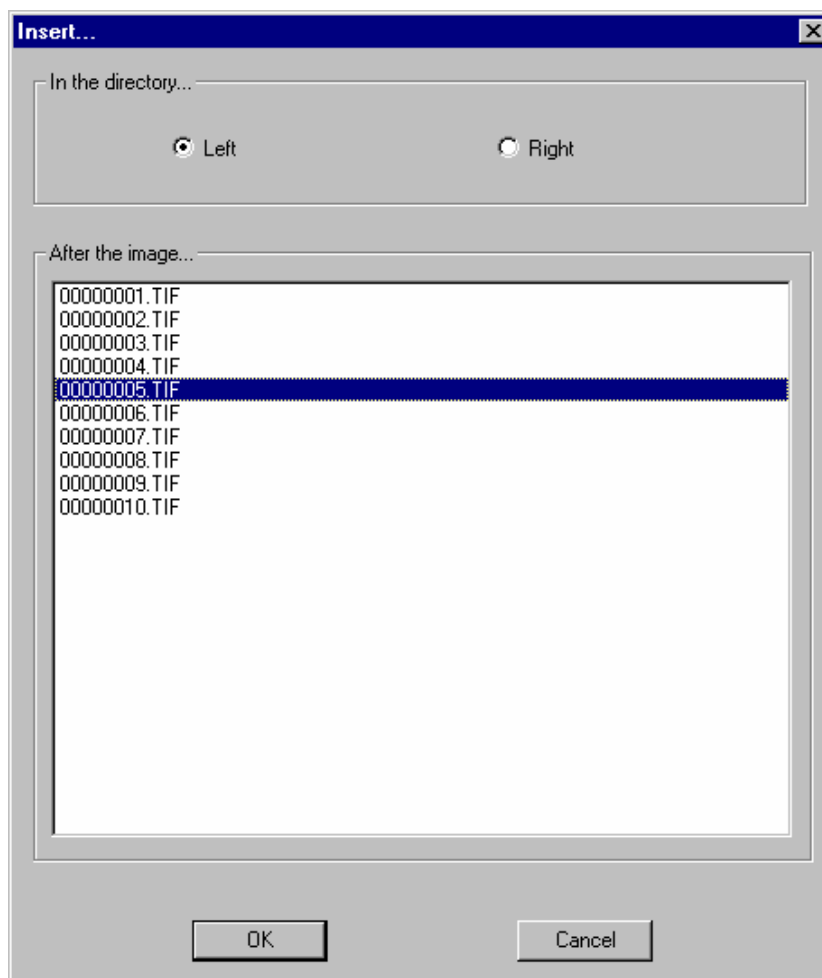 Insert...
In the directory...
Left Right
After the image...
00000001.TIF
00000002.TIF
00000003.TIF
00000004.TIF
00000005.TIF
00000006.TIF
00000007.TIF
00000008.TIF
00000009.TIF
00000010.TIF
OK Cancel